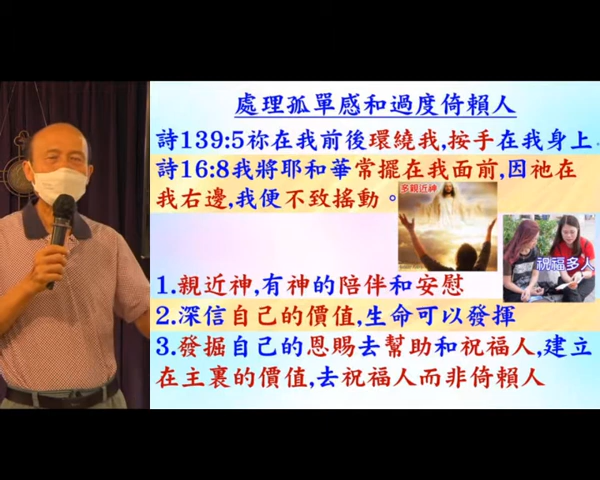 處理孤單感和過度倚賴人
詩139:5祢在我前後環繞我,按手在我身上.
詩16:8我將耶和華常擺在我面前,因祂在
我右邊,我便不致搖動。
多親近神
祝福多人
1.親近神,有神的陪伴和安慰
2.深信自己的價值,生命可以發揮
3.發掘自己的恩賜去幫助和祝福人,建立
在主裏的價值,去祝福人而非倚賴人